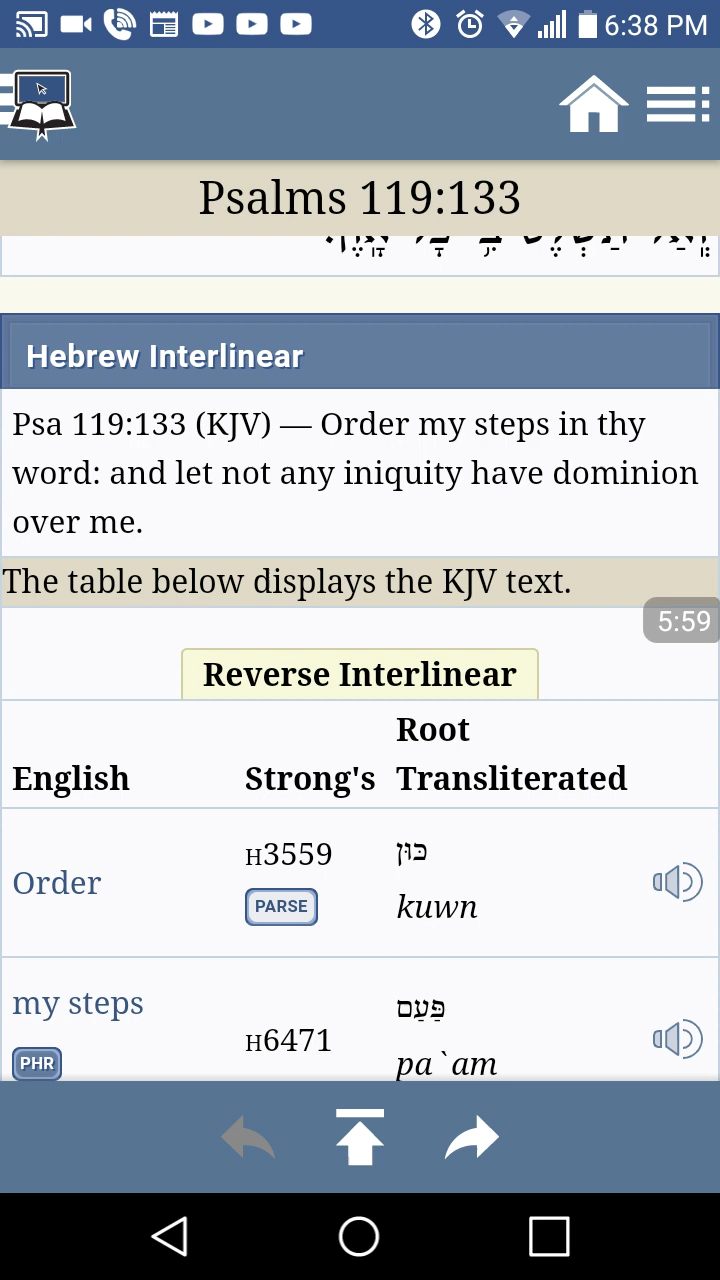 6:38 PM
Psalms 119:133
Hebrew Interlinear
Psa 119:133 (KJV) — Order my steps in thy
word: and let not any iniquity have dominion
over me.
The table below displays the KJV text.
5:59
Reverse Interlinear
English Strong's Root
Transliterated
Order H3559 כּוּן
PARSE kuwn
my steps H6471 פַּעַם
PHR pa`am